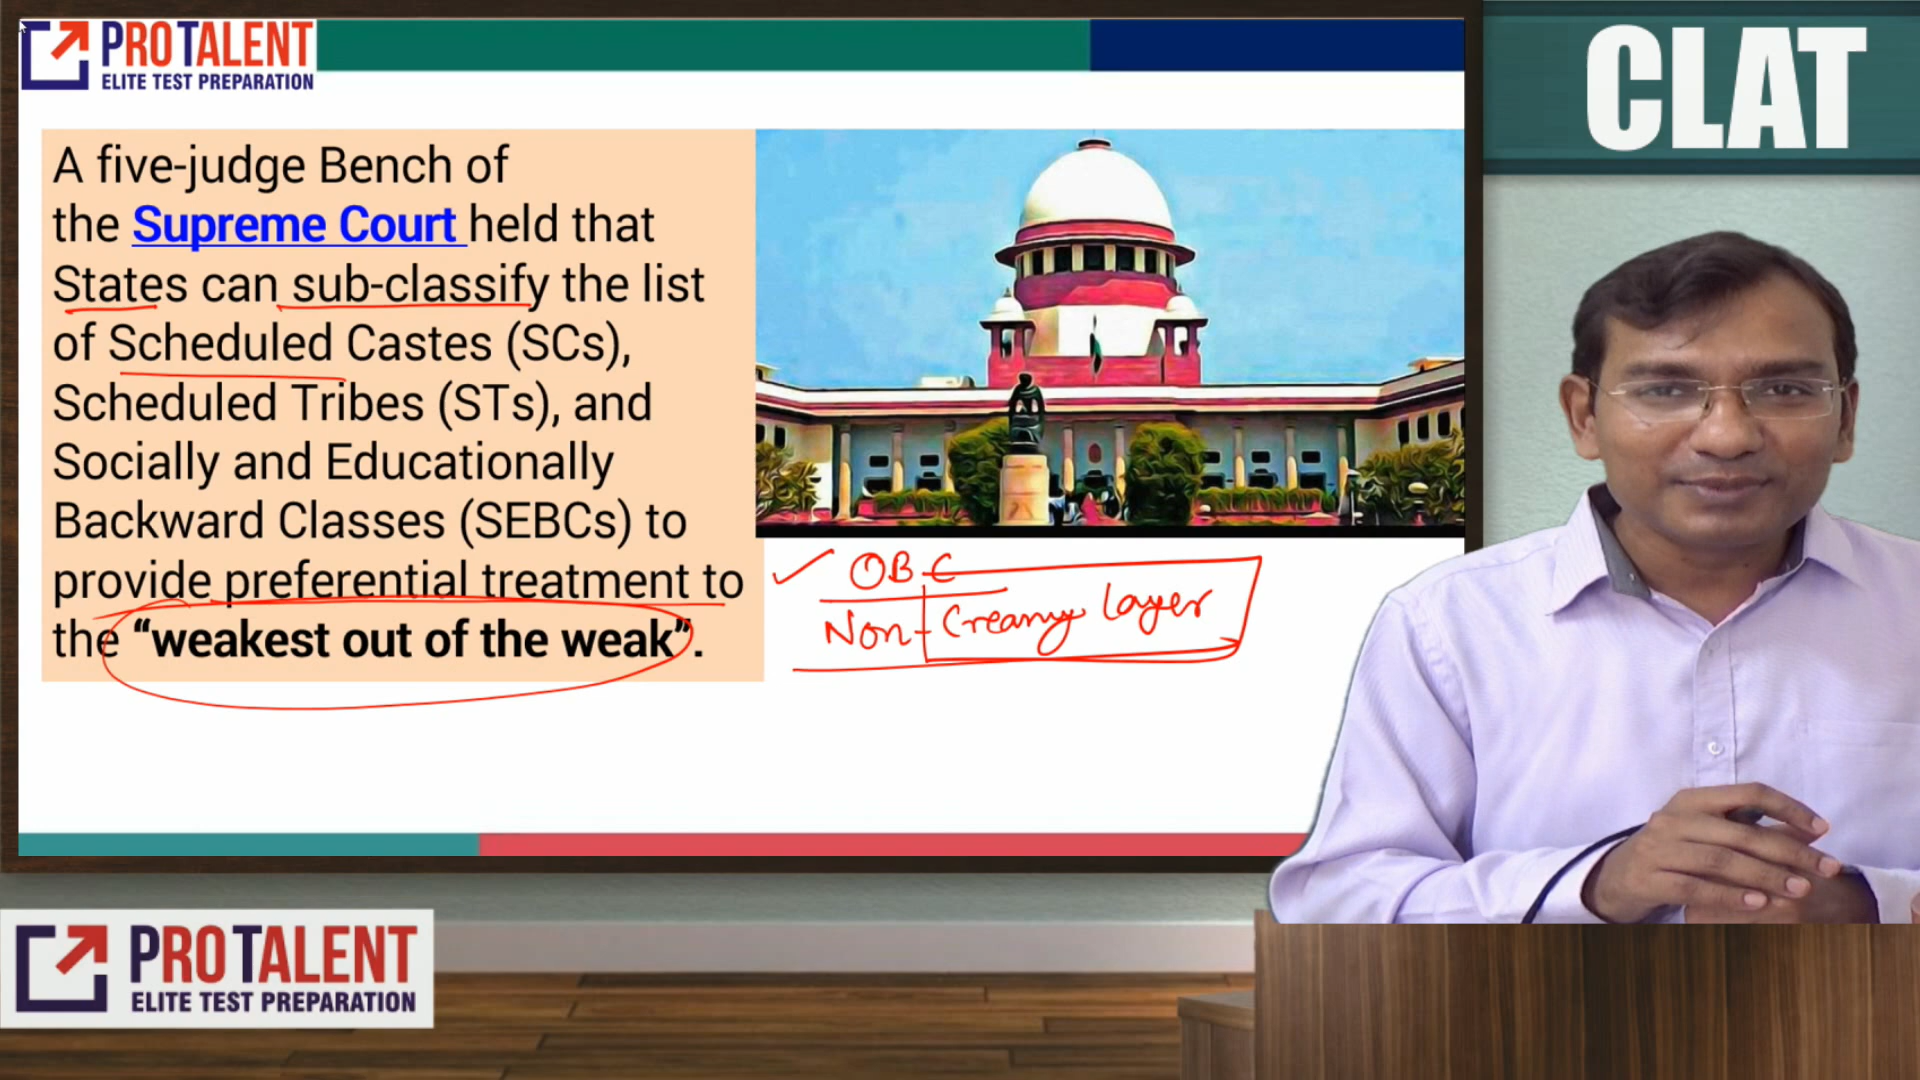 PROTALENT
ELITE TEST PREPARATION
CLAT
A five-judge Bench of
the Supreme Court held that
States can sub-classify the list
of Scheduled Castes (SCs),
Scheduled Tribes (STs), and
Socially and Educationally
Backward Classes (SEBCs) to
provide preferential treatment to
the “weakest out of the weak”.
OBC
Non-Creamy layer
PROTALENT
ELITE TEST PREPARATION